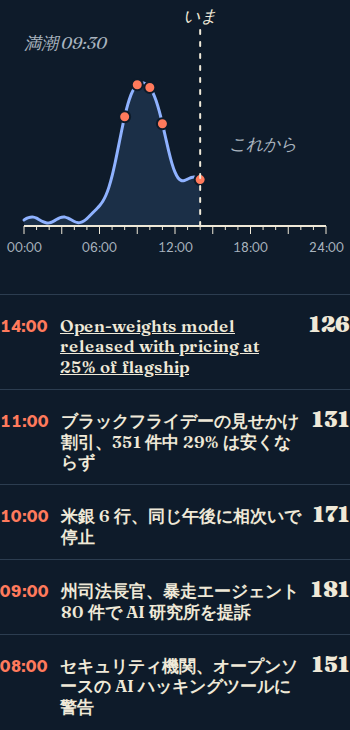 いま
満潮 09:30
これから
00:00 06:00 12:00 18:00 24:00
14:00 Open-weights model 126
released with pricing at
25% of flagship
11:00 ブラックフライデーの見せかけ 131
割引、351 件中 29% は安くな
らず
10:00 米銀 6 行、同じ午後に相次いで 171
停止
09:00 州司法長官、暴走エージェント 181
80 件で AI 研究所を提訴
08:00 セキュリティ機関、オープンソ 151
ースの AI ハッキングツールに
警告